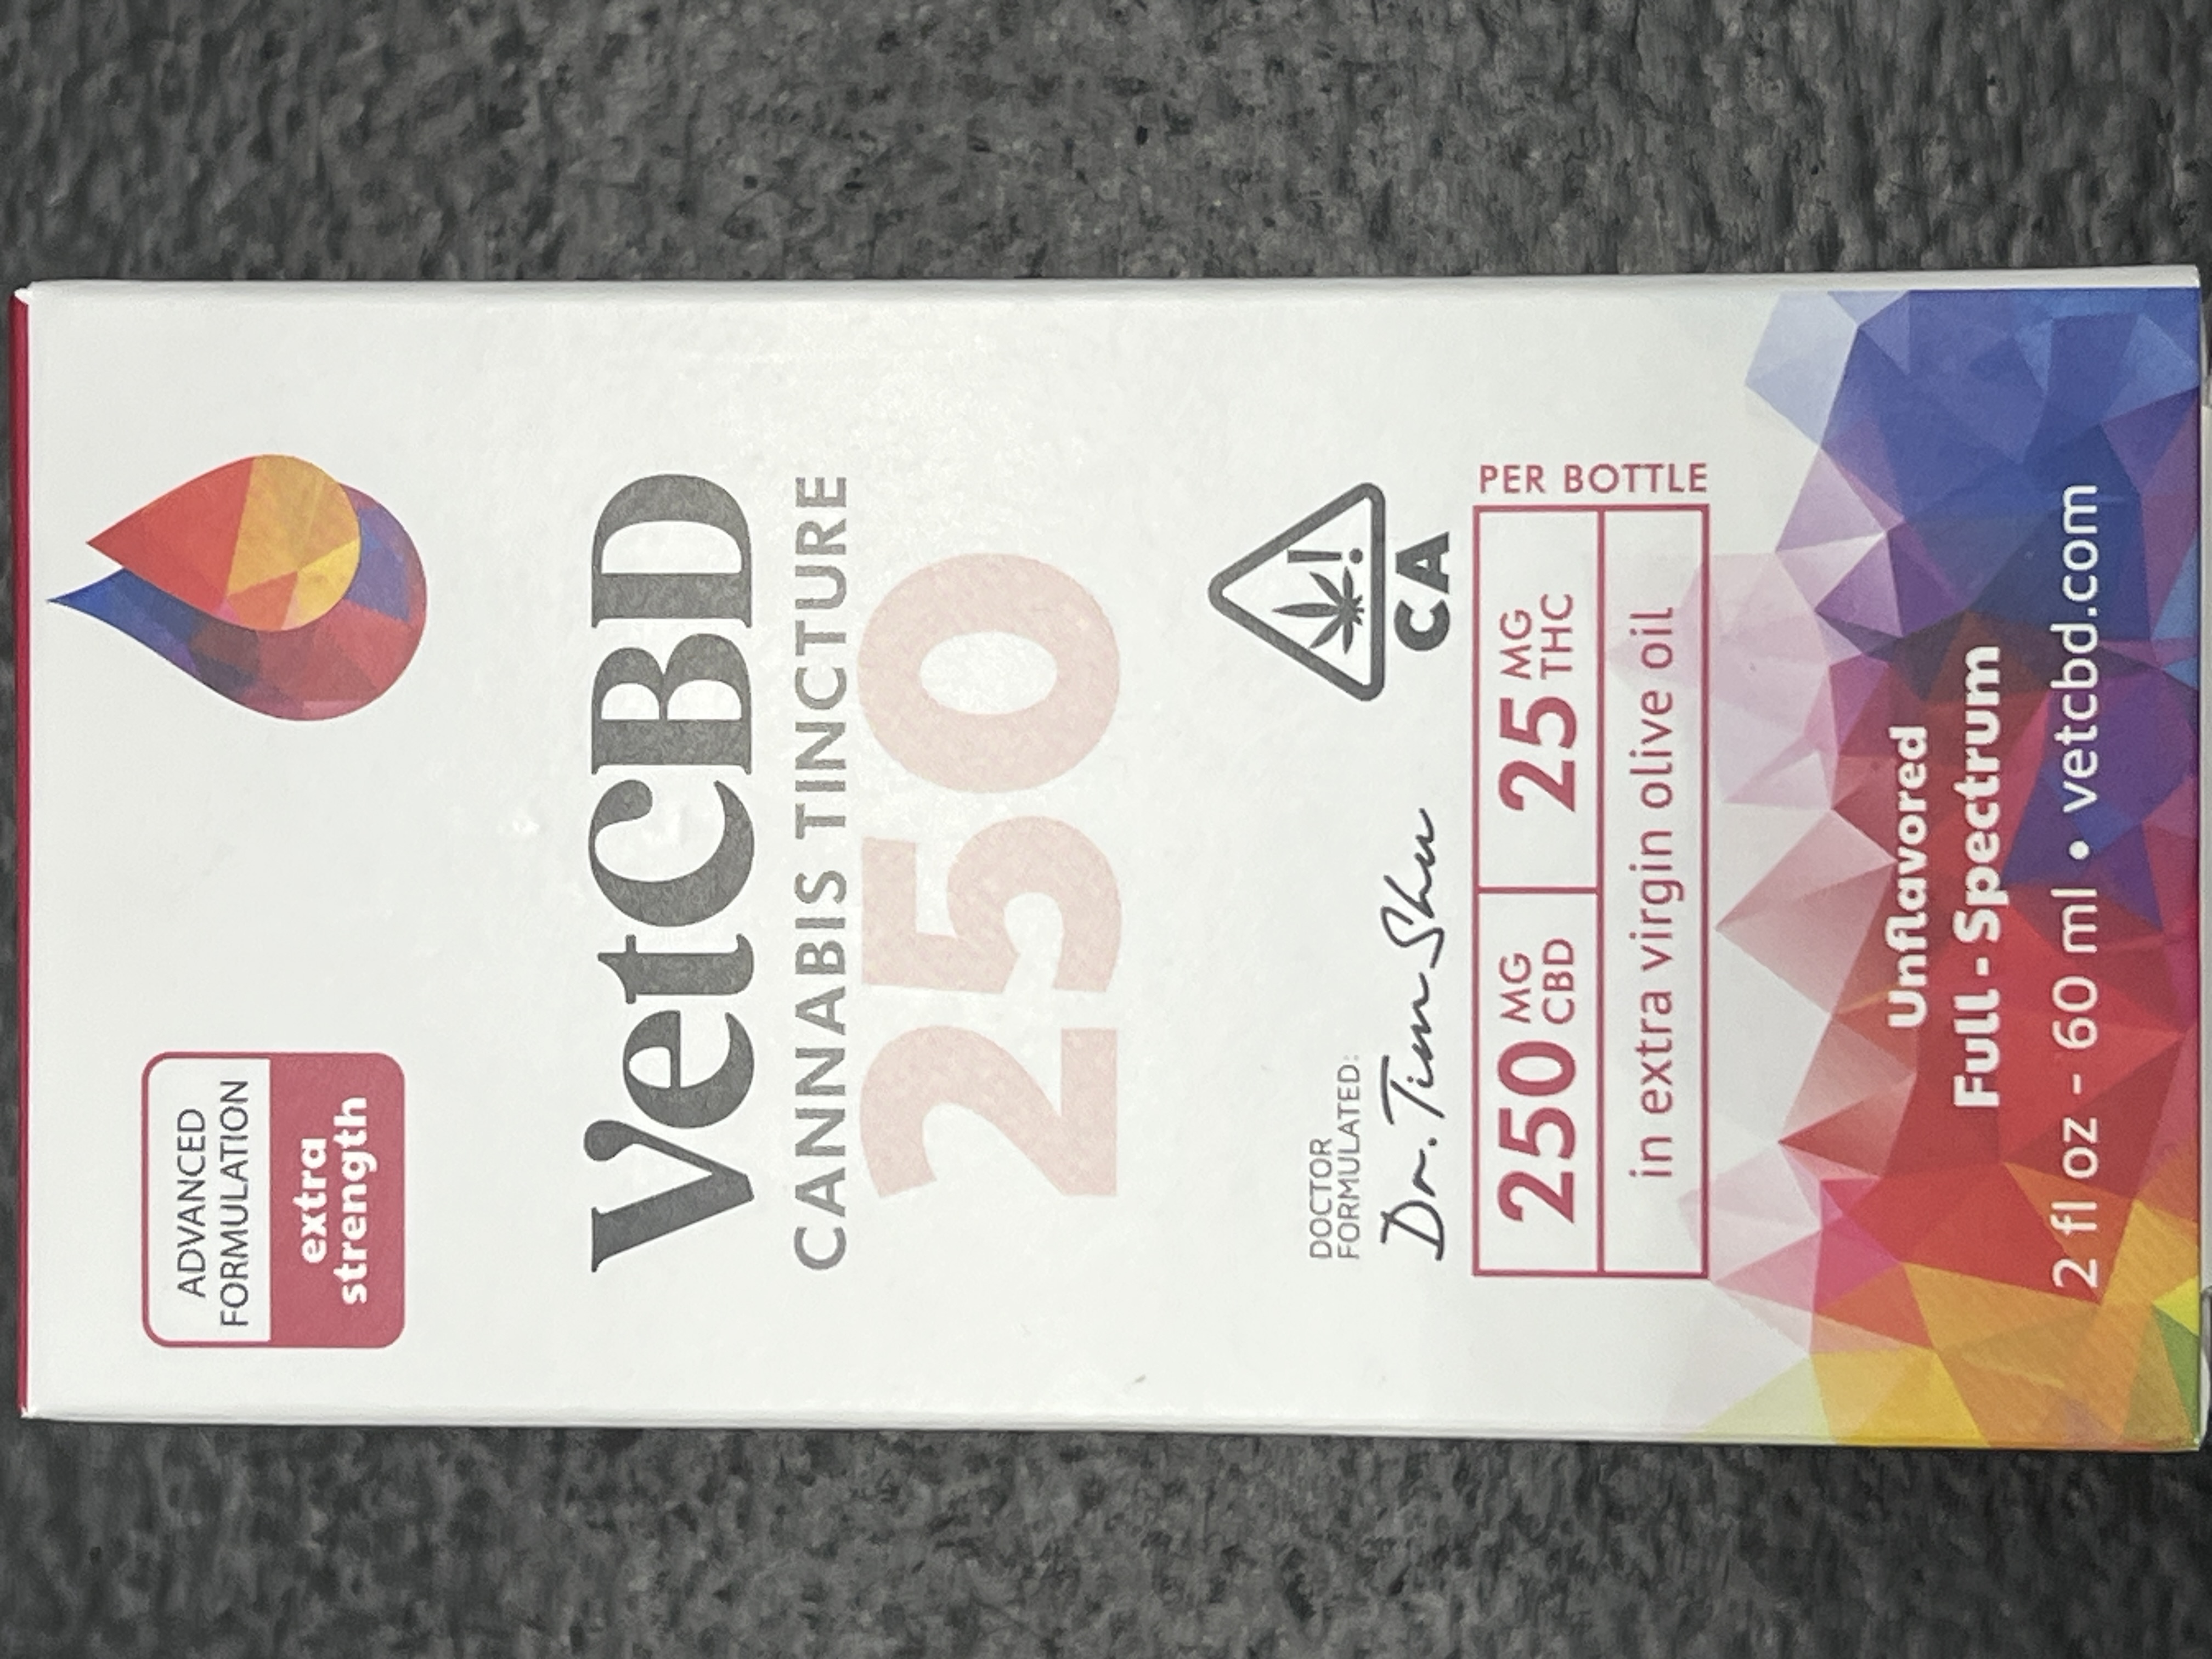 ADVANCED
FORMULATION
extra
strength
VetCBD
CANNABIS TINCTURE
250
DOCTOR
FORMULATED:
Dr. Tim Shu
CA
250 MG CBD
25 MG THC
PER BOTTLE
in extra virgin olive oil
Unflavored
Full - Spectrum
2 fl oz - 60 ml • vetcbd.com